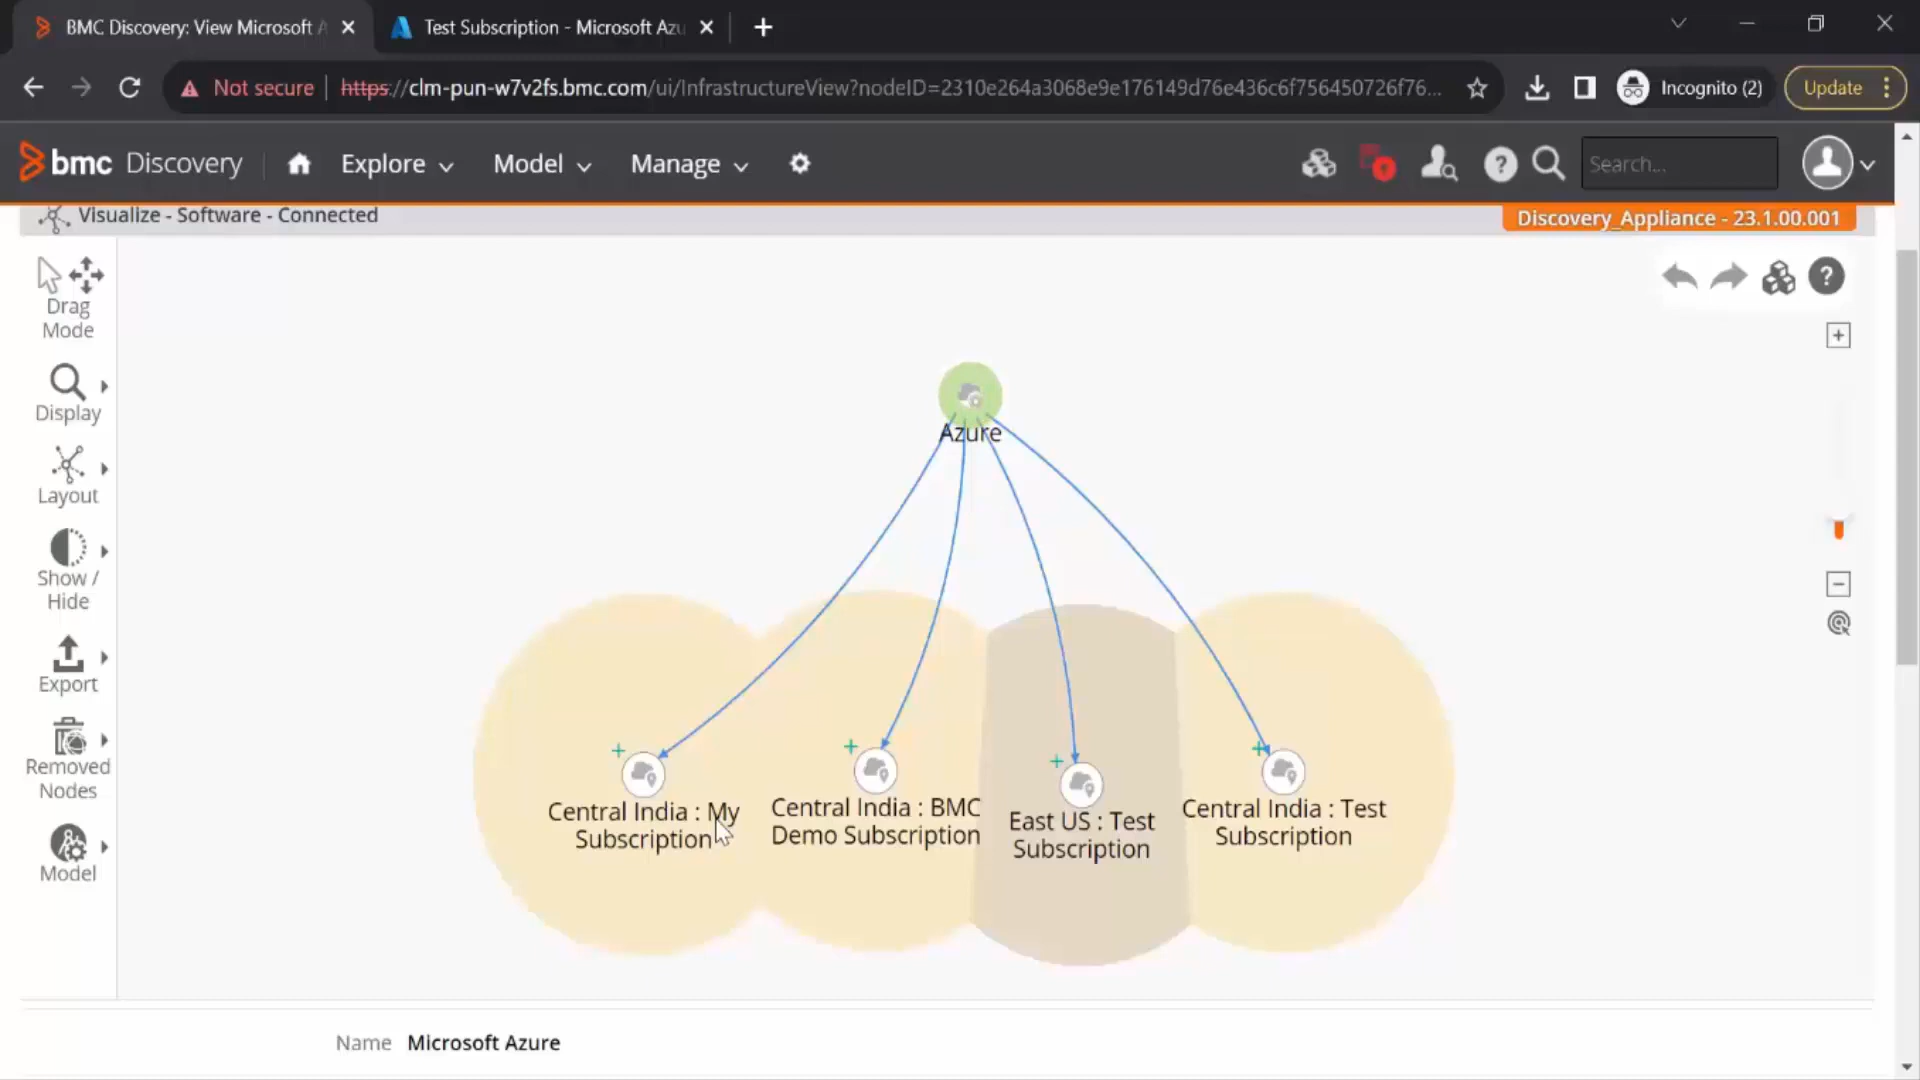 BMC Discovery: View Microsoft A
Test Subscription - Microsoft Azu
Not secure
https://clm-pun-w7v2fs.bmc.com/ui/InfrastructureView?nodeID=2310e264a3068e9e176149d76e436c6f756450726f76...
Incognito (2)
Update
bmc Discovery
Explore
Model
Manage
?
Search...
Visualize - Software - Connected
Discovery_Appliance - 23.1.00.001
Drag
Mode
Display
Layout
Show /
Hide
Export
Removed
Nodes
Model
?
Azure
Central India : My
Subscription
Central India : BMC
Demo Subscription
East US : Test
Subscription
Central India : Test
Subscription
Name Microsoft Azure